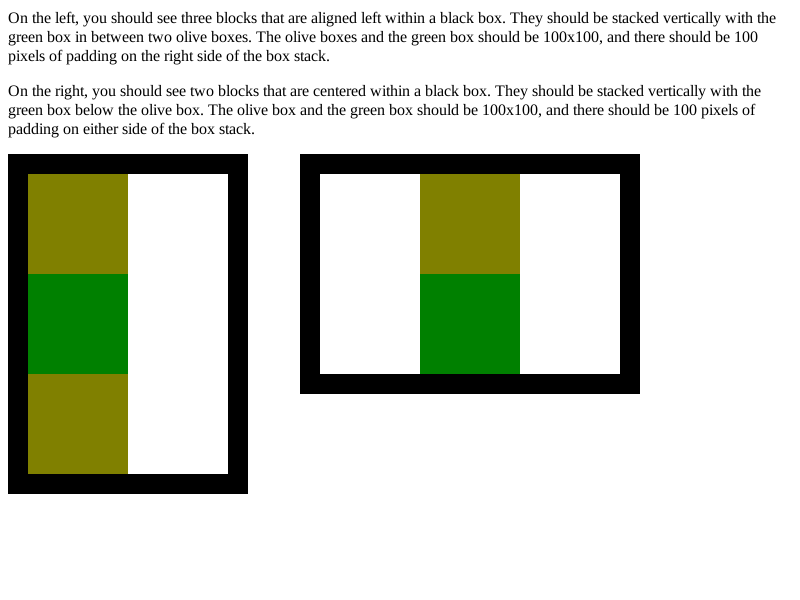 On the left, you should see three blocks that are aligned left within a black box. They should be stacked vertically with the
green box in between two olive boxes. The olive boxes and the green box should be 100x100, and there should be 100
pixels of padding on the right side of the box stack.
On the right, you should see two blocks that are centered within a black box. They should be stacked vertically with the
green box below the olive box. The olive box and the green box should be 100x100, and there should be 100 pixels of
padding on either side of the box stack.